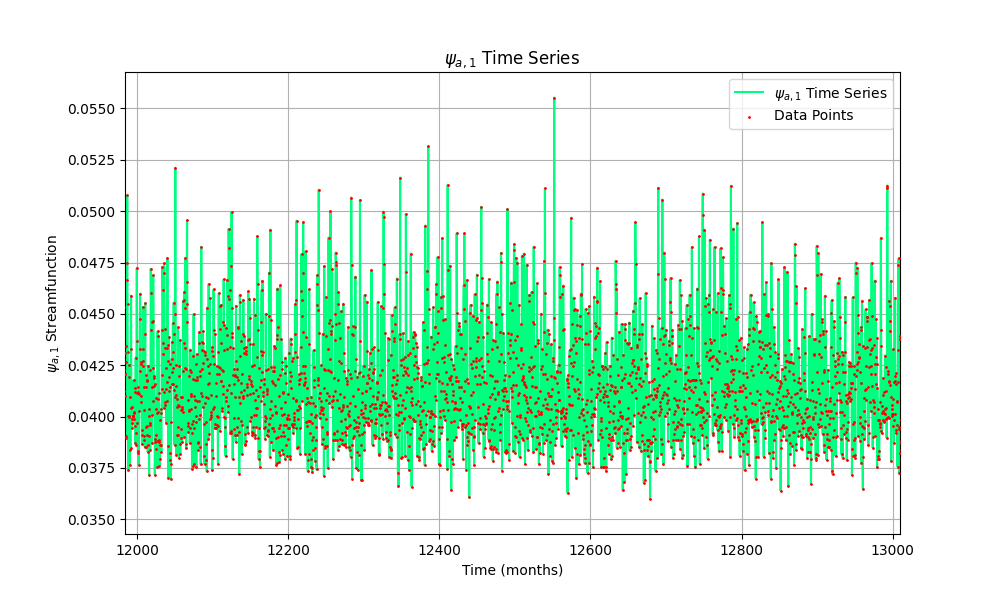 ψa,1 Time Series
ψa,1 Time Series
Data Points
0.0550
0.0525
0.0500
0.0475
0.0450
0.0425
0.0400
0.0375
0.0350
ψa,1 Streamfunction
12000 12200 12400 12600 12800 13000
Time (months)